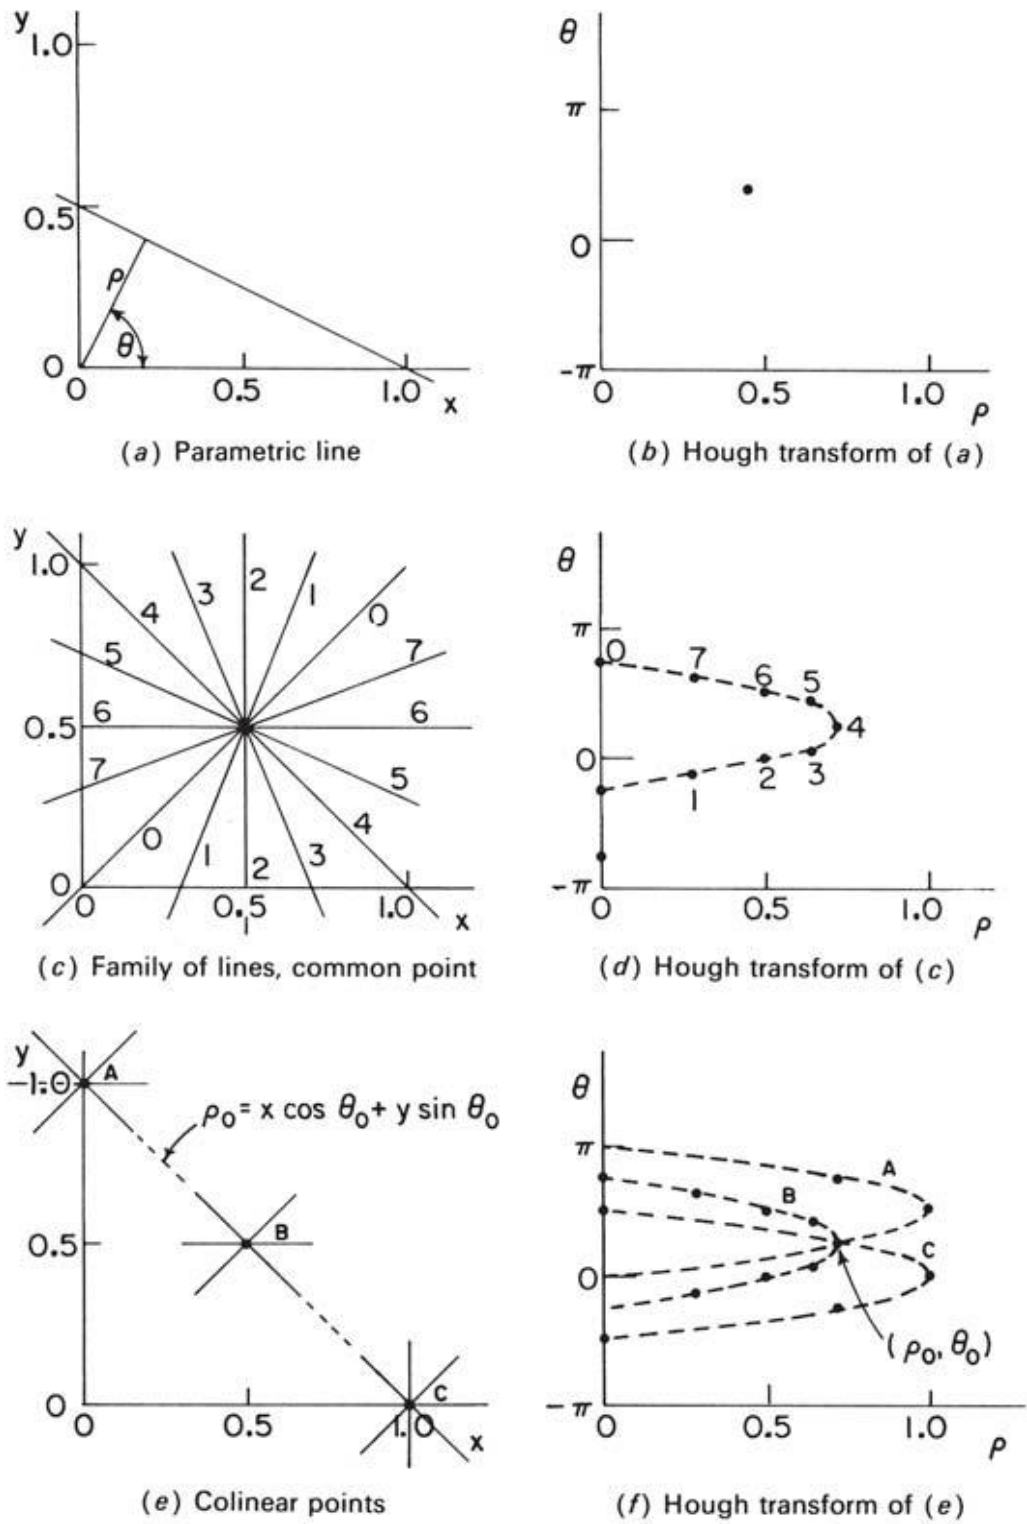 y
1.0
0.5
ρ
θ
0
0 0.5 1.0 x
(a) Parametric line
θ
π
0
-π
0 0.5 1.0 ρ
(b) Hough transform of (a)
y
1.0
3 2 1
4 0
5 7
0.5 6 6
7 5
0 4
1 2 3
0
0 0.5 1.0 x
(c) Family of lines, common point
θ
π 0
7 6 5
4
0
1 2 3
-π
0 0.5 1.0 ρ
(d) Hough transform of (c)
y
-1.0 A
ρ0 = x cos θ0 + y sin θ0
0.5 B
0 C
0 0.5 1.0 x
(e) Colinear points
θ
π
A
B
C
0
(ρ0, θ0)
-π
0 0.5 1.0 ρ
(f) Hough transform of (e)